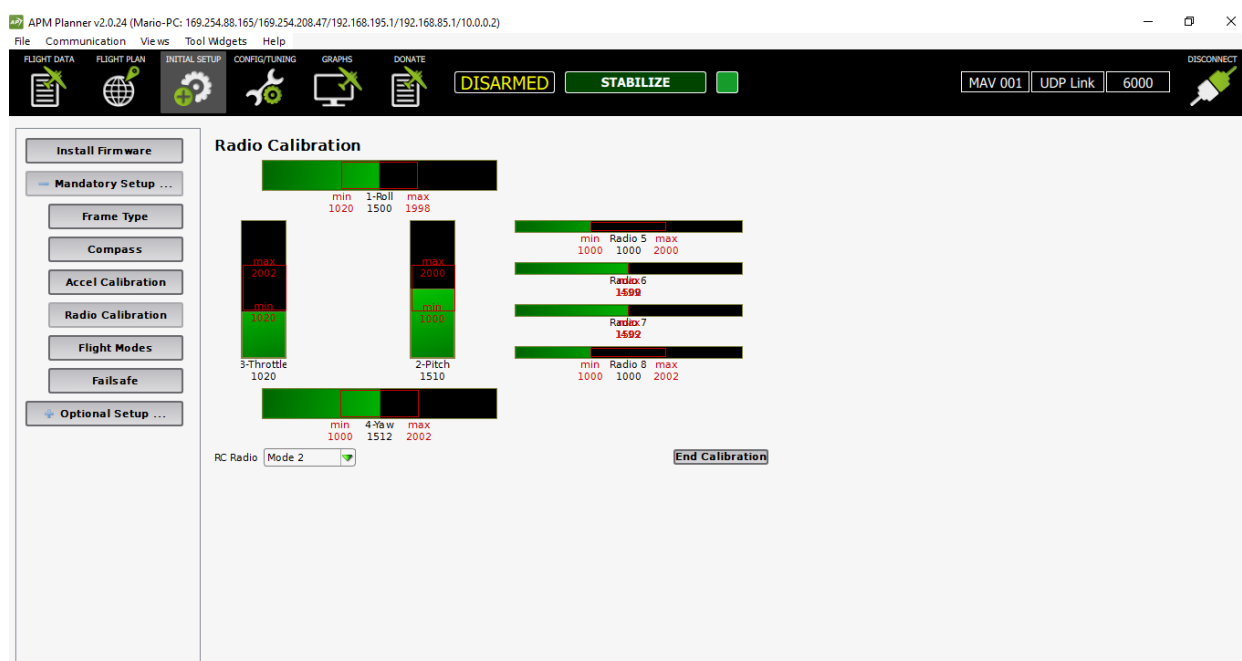 APM Planner v2.0.24 (Mario-PC: 169.254.88.165/169.254.208.47/192.168.195.1/192.168.85.1/10.0.0.2)
File Communication Views Tool Widgets Help
FLIGHT DATA FLIGHT PLAN INITIAL SETUP CONFIG/TUNING GRAPHS DONATE DISCONNECT
DISARMED STABILIZE MAV 001 UDP Link 6000
Install Firmware
Mandatory Setup ...
Frame Type
Compass
Accel Calibration
Radio Calibration
Flight Modes
Failsafe
Optional Setup ...
Radio Calibration
min 1-Roll max
1020 1500 1998
max
2002
min
1020
3-Throttle
1020
max
2000
min
1000
2-Pitch
1510
min Radio 5 max
1000 1000 2000
Radio 6
Radio 7
min Radio 8 max
1000 1000 2002
min 4-Yaw max
1000 1512 2002
RC Radio Mode 2
End Calibration